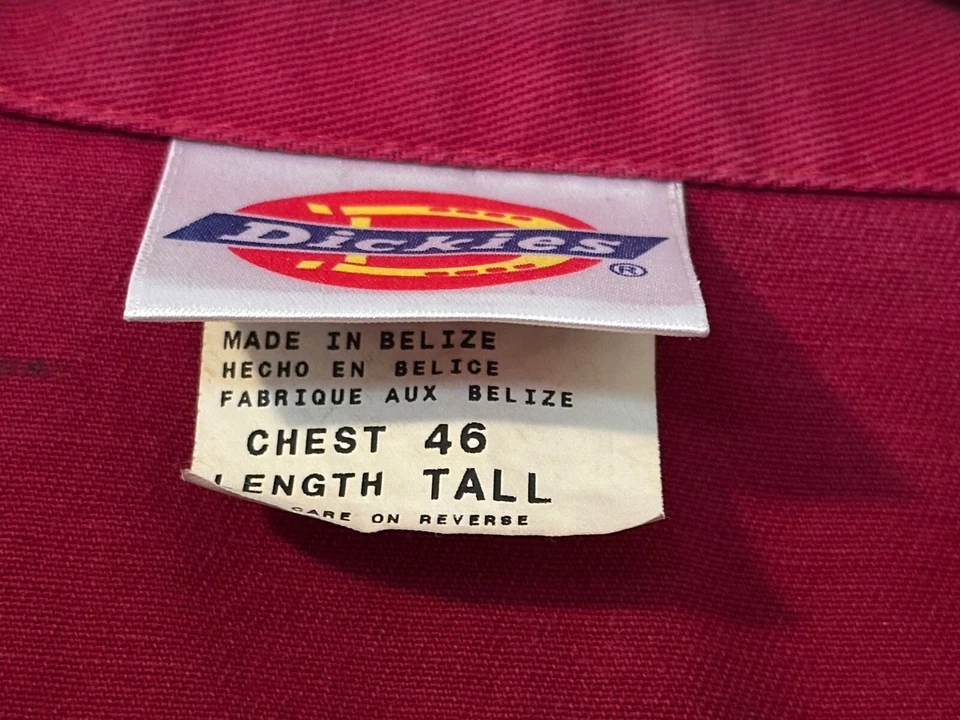 Dickies®
MADE IN BELIZE
HECHO EN BELICE
FABRIQUE AUX BELIZE
CHEST 46
LENGTH TALL
CARE ON REVERSE